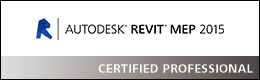 AUTODESK® REVIT® MEP 2015
CERTIFIED PROFESSIONAL